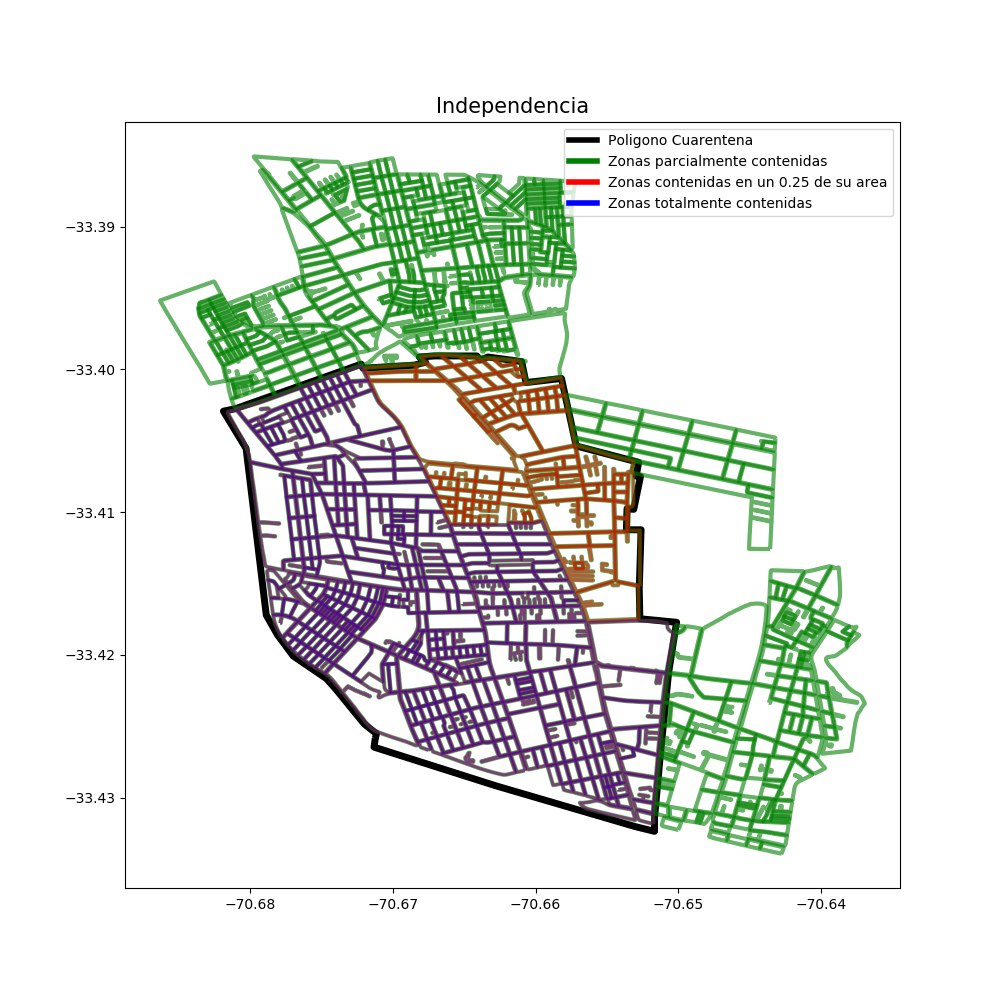 Independencia
Poligono Cuarentena
Zonas parcialmente contenidas
Zonas contenidas en un 0.25 de su area
Zonas totalmente contenidas
−33.39
−33.40
−33.41
−33.42
−33.43
−70.68
−70.67
−70.66
−70.65
−70.64